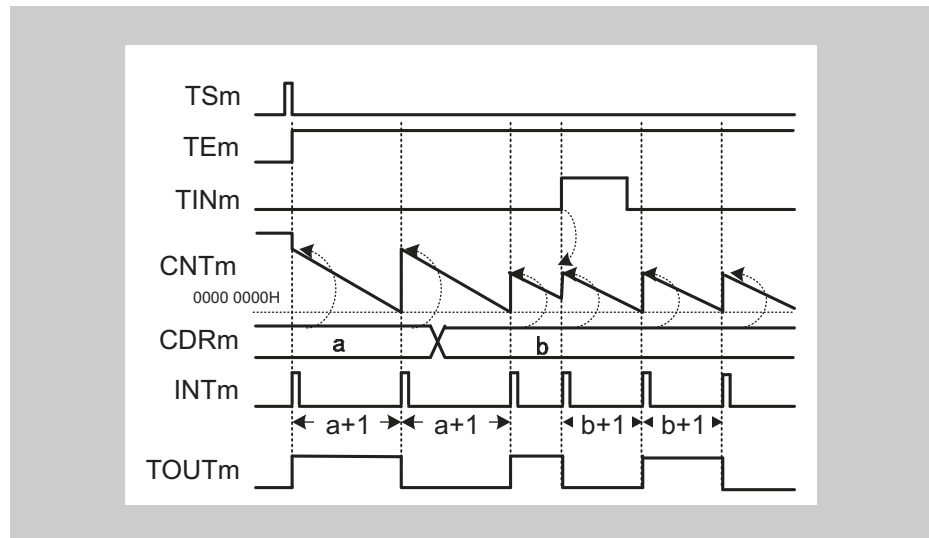 TSm
TEm
TINm
CNTm
0000 0000H
CDRm
a b
INTm
a+1 a+1 b+1 b+1
TOUTm